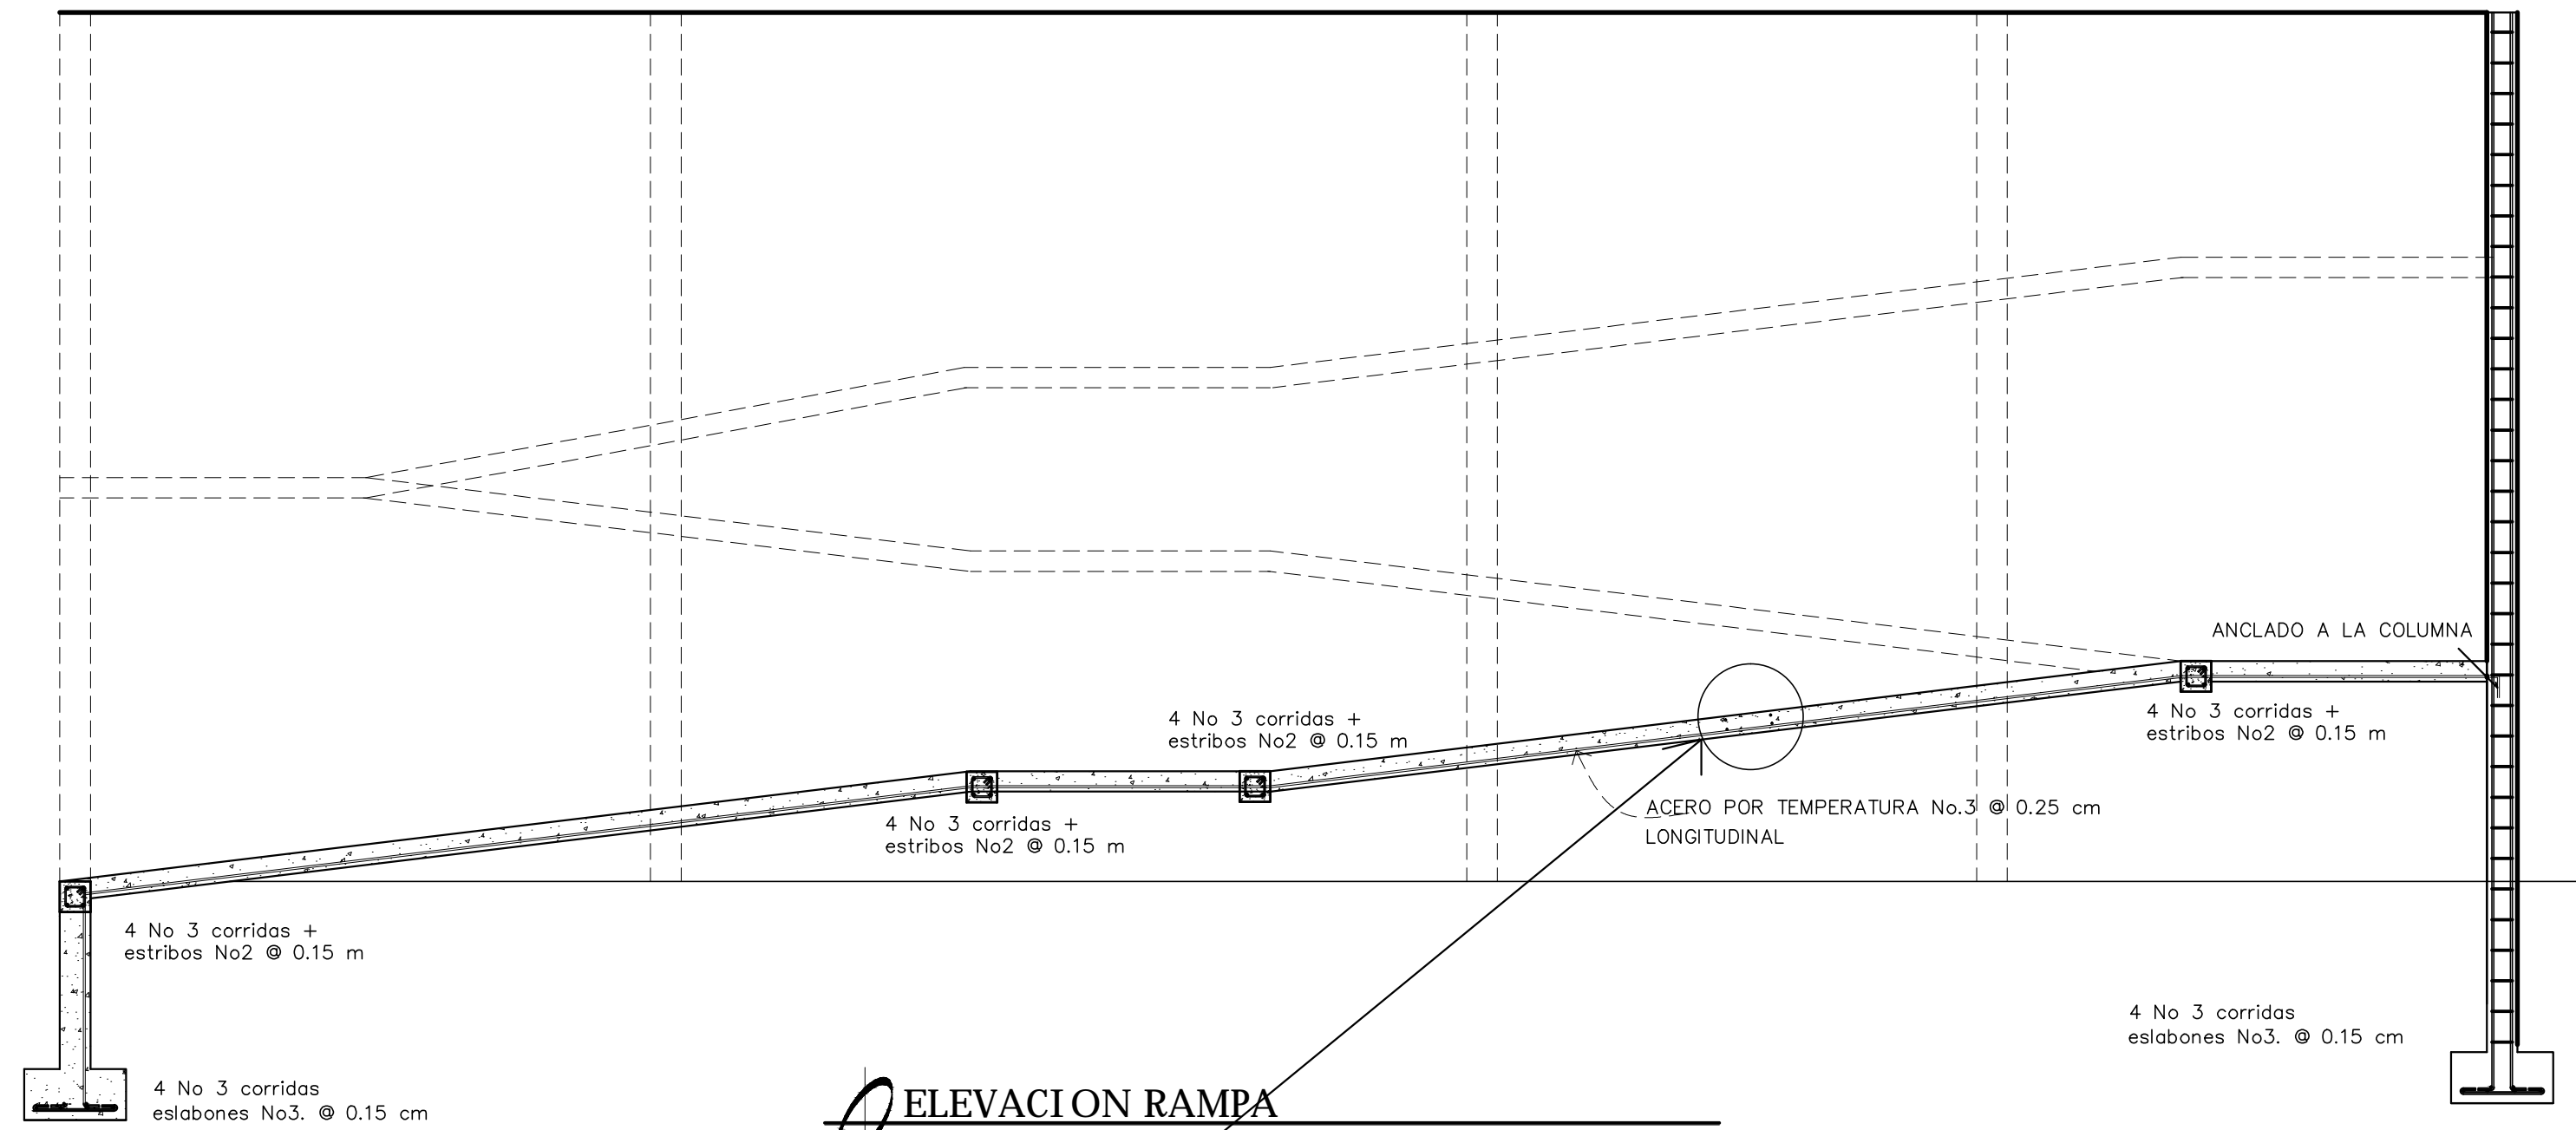 ANCLADO A LA COLUMNA
4 No 3 corridas +
estribos No2 @ 0.15 m
4 No 3 corridas +
estribos No2 @ 0.15 m
ACERO POR TEMPERATURA No.3 @ 0.25 cm
LONGITUDINAL
4 No 3 corridas +
estribos No2 @ 0.15 m
4 No 3 corridas +
estribos No2 @ 0.15 m
4 No 3 corridas
eslabones No3. @ 0.15 cm
4 No 3 corridas
eslabones No3. @ 0.15 cm
ELEVACION RAMPA